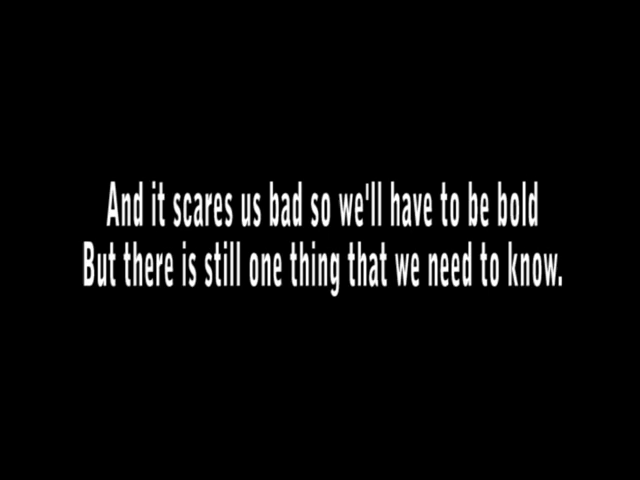 And it scares us bad so we'll have to be bold
But there is still one thing that we need to know.